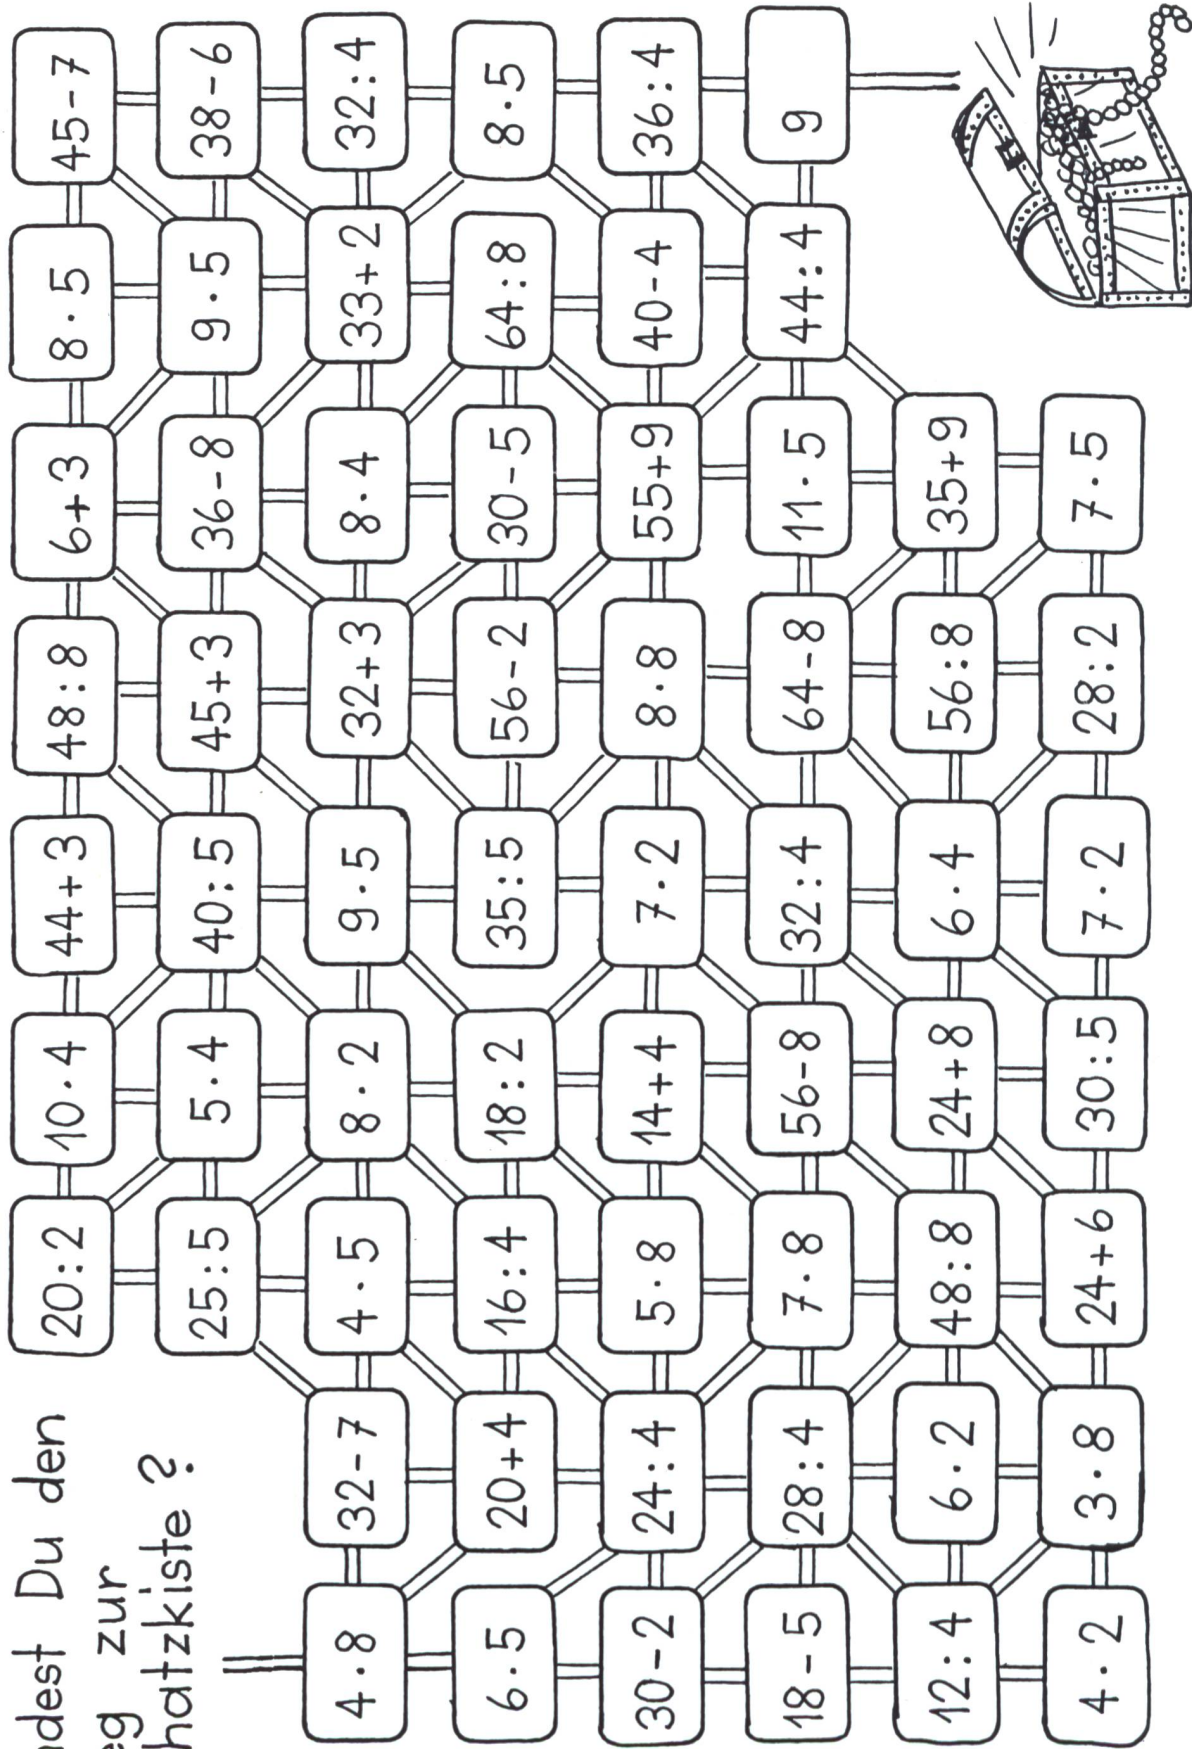 ndest Du den
eg zur
hatzkiste ?
20:2 10·4 44+3 48:8 6+3 8·5 45-7
25:5 5·4 40:5 45+3 36-8 9·5 38-6
4·8 32-7 4·5 8·2 9·5 32+3 8·4 33+2 32:4
6·5 20+4 16:4 18:2 35:5 56-2 30-5 64:8 8·5
30-2 24:4 5·8 14+4 7·2 8·8 55+9 40-4 36:4
18-5 28:4 7·8 56-8 32:4 64-8 11·5 44:4 9
12:4 6·2 48:8 24+8 6·4 56:8 35+9
4·2 3·8 24+6 30:5 7·2 28:2 7·5